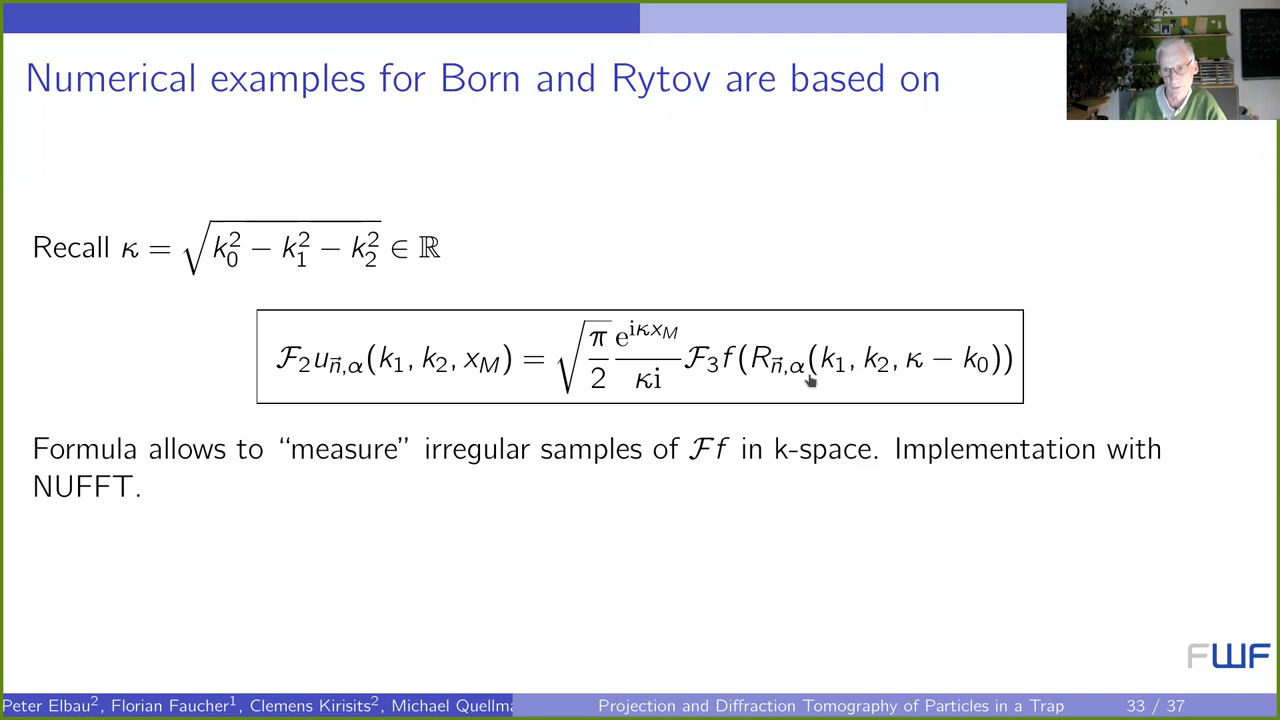 Numerical examples for Born and Rytov are based on
Recall κ = √(k₀² − k₁² − k₂²) ∈ ℝ
ℱ₂u_{n⃗,α}(k₁, k₂, x_M) = √(π/2) e^{iκx_M}/(κi) ℱ₃f(R_{n⃗,α}(k₁, k₂, κ − k₀))
Formula allows to “measure” irregular samples of ℱf in k-space. Implementation with
NUFFT.
FWF
Peter Elbau², Florian Faucher¹, Clemens Kirisits², Michael Quellm
Projection and Diffraction Tomography of Particles in a Trap
33 / 37